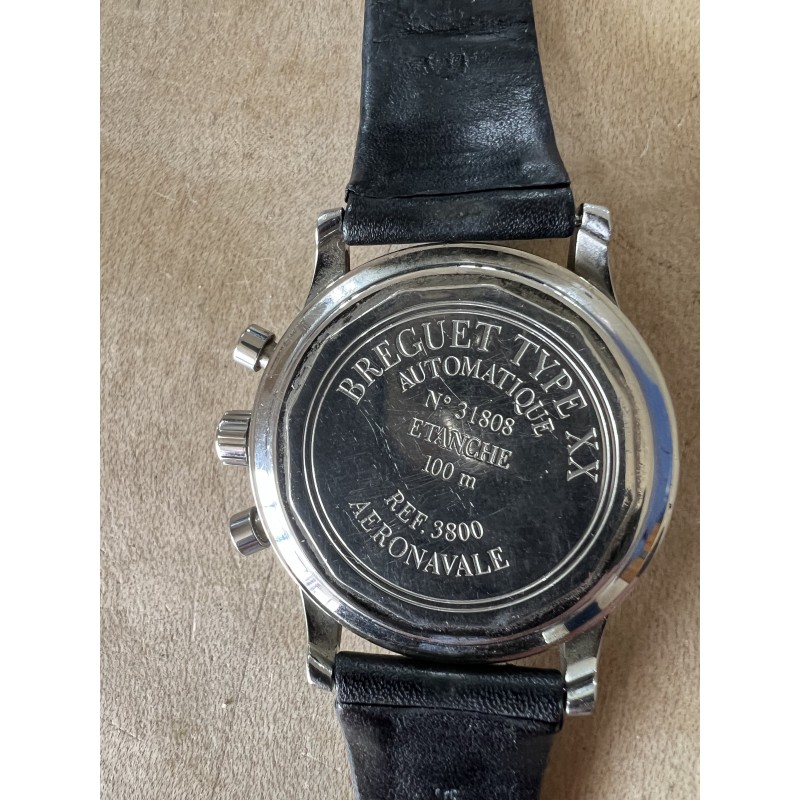 BREGUET TYPE XX
AUTOMATIQUE
N° 31808
ETANCHE
100 m
REF. 3800
AERONAVALE